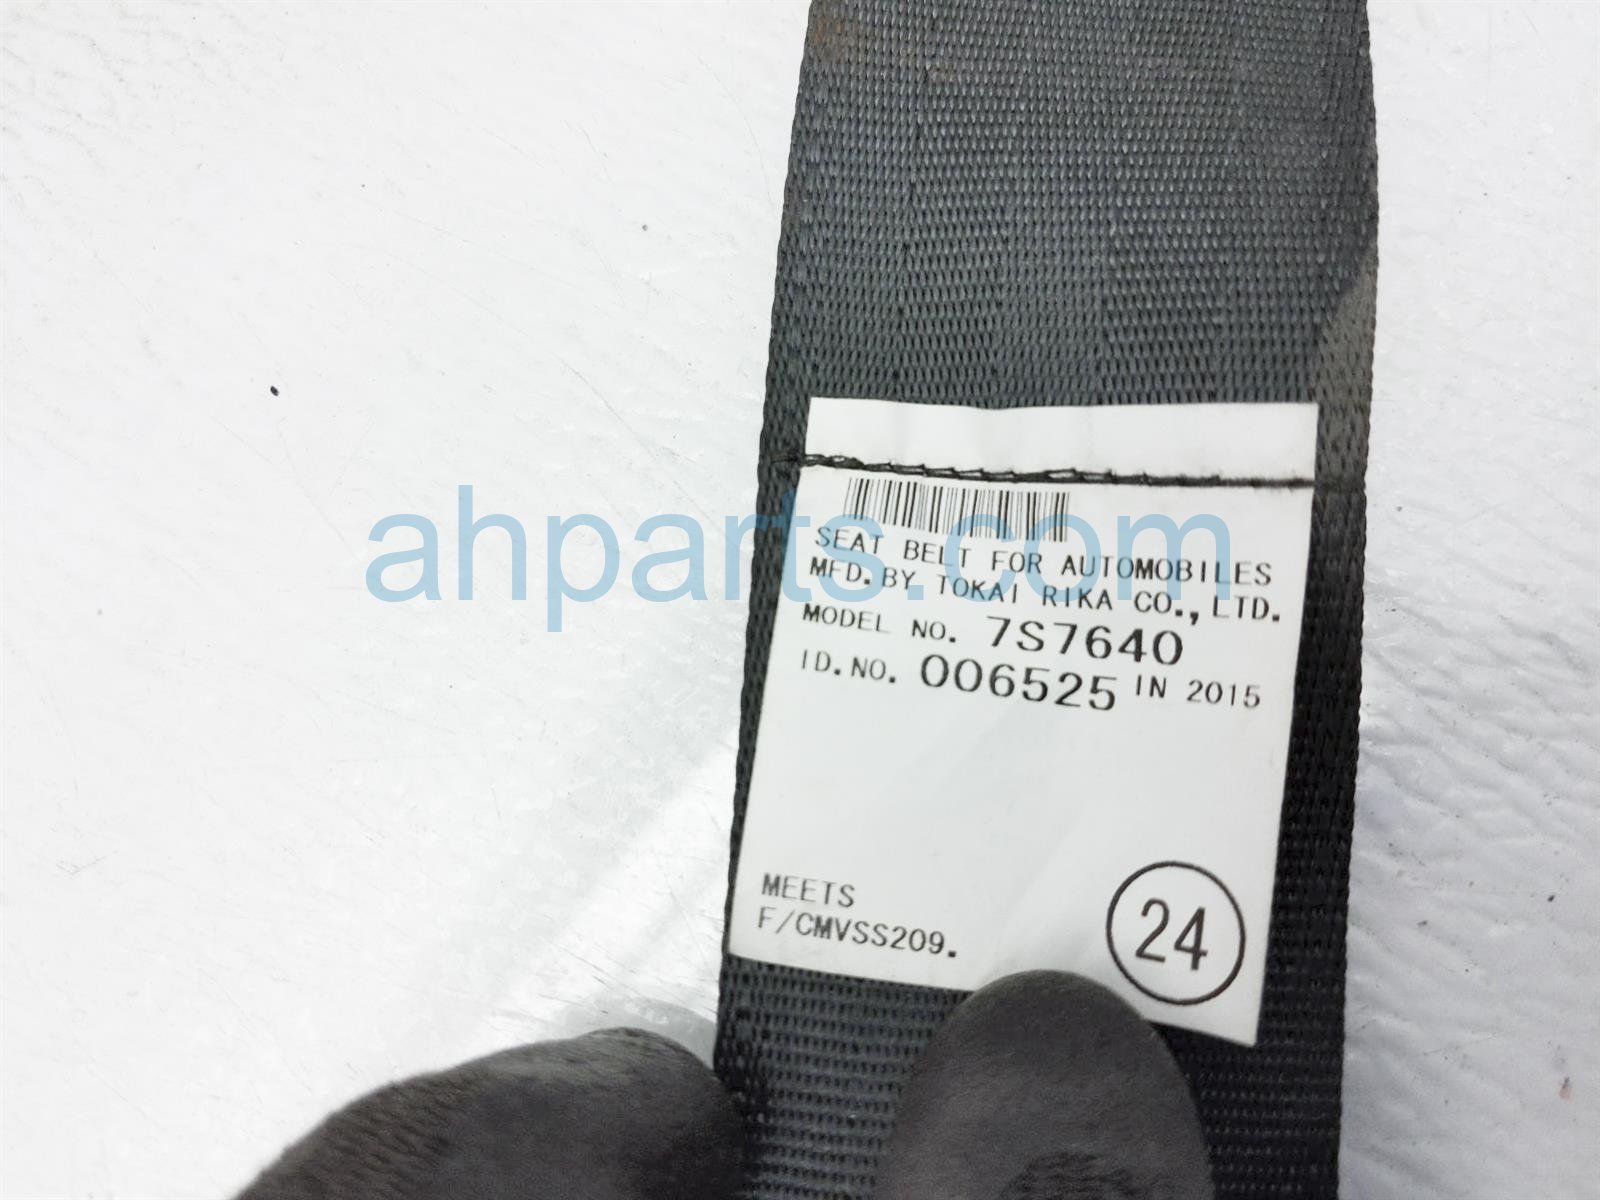 SEAT BELT FOR AUTOMOBILES
MFD.BY TOKAI RIKA CO., LTD.
MODEL NO. 7S7640
ID.NO. 006525 IN 2015
MEETS
F/CMVSS209.
24
ahparts.com